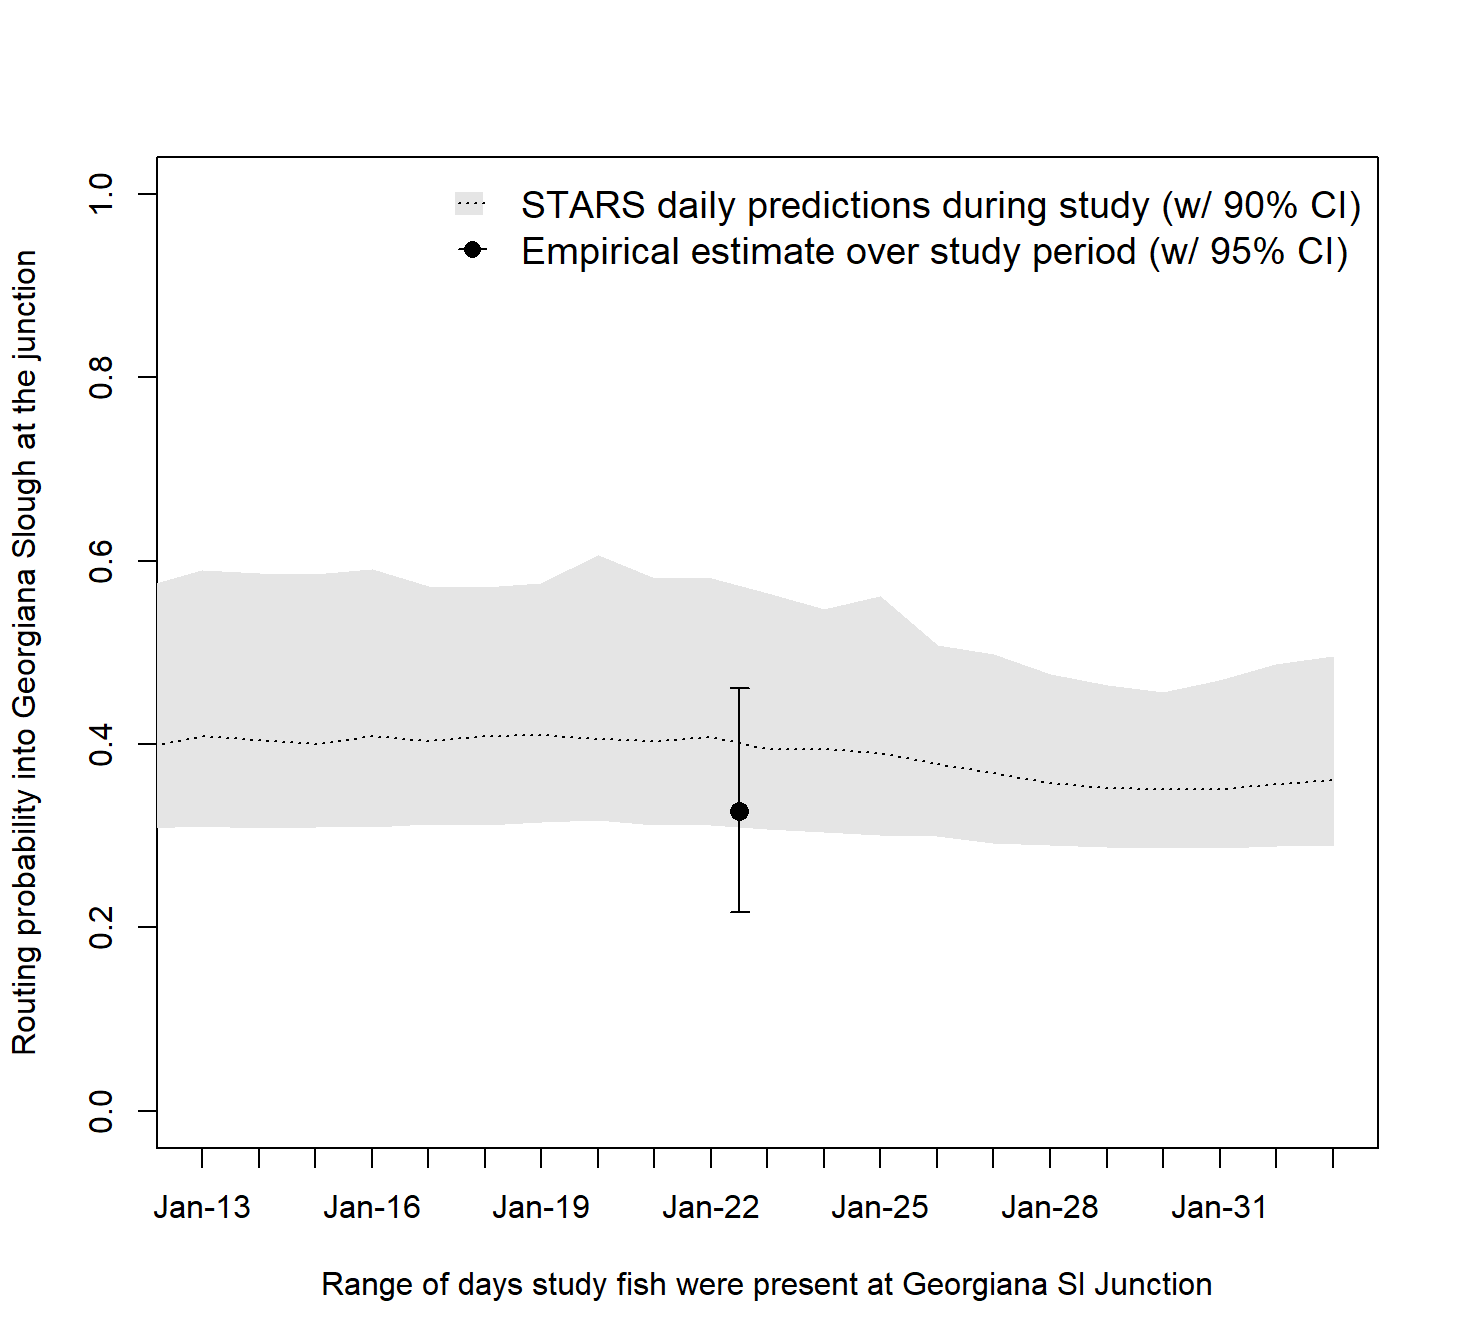 STARS daily predictions during study (w/ 90% CI)
Empirical estimate over study period (w/ 95% CI)
Routing probability into Georgiana Slough at the junction
1.0
0.8
0.6
0.4
0.2
0.0
Jan-13 Jan-16 Jan-19 Jan-22 Jan-25 Jan-28 Jan-31
Range of days study fish were present at Georgiana Sl Junction